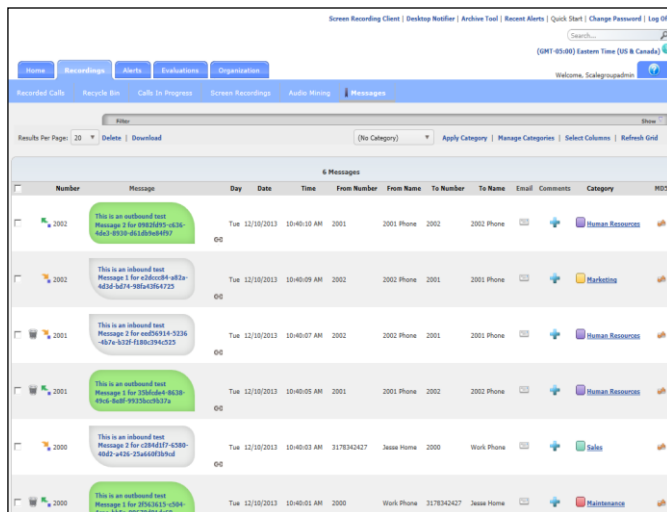 Screen Recording Client | Desktop Notifier | Archive Tool | Recent Alerts | Quick Start | Change Password | Log Of
Search...
(GMT-05:00) Eastern Time (US & Canada)
Home Recordings Alerts Evaluations Organization
Welcome, Scalegroupadmin
Recorded Calls Recycle Bin Calls In Progress Screen Recordings Audio Mining Messages
Filter Show
Results Per Page: 20 Delete | Download (No Category) Apply Category | Manage Categories | Select Columns | Refresh Grid
6 Messages
Number Message Day Date Time From Number From Name To Number To Name Email Comments Category MD5
This is an outbound test
2002 Message 2 for 0982fd95-c636- Tue 12/10/2013 10:40:10 AM 2001 2001 Phone 2002 2002 Phone Human Resources
4de3-8930-d61db9e84f97
This is an inbound test
2002 Message 1 for e2dccc84-a82a- Tue 12/10/2013 10:40:09 AM 2002 2002 Phone 2001 2001 Phone Marketing
4d3d-bd74-98fa43f64725
This is an inbound test
2001 Message 2 for eed56914-5236 Tue 12/10/2013 10:40:07 AM 2002 2002 Phone 2001 2001 Phone Human Resources
-4b7e-b32f-f180c394c525
This is an outbound test
2001 Message 1 for 35bfcde4-8638- Tue 12/10/2013 10:40:05 AM 2001 2001 Phone 2002 2002 Phone Human Resources
49c6-8e8f-9935bcc9b37a
This is an inbound test
2000 Message 2 for c284d1f7-6580- Tue 12/10/2013 10:40:03 AM 3178342427 Jesse Home 2000 Work Phone Sales
40d2-a426-25a660f3b9cd
This is an outbound test
2000 Message 1 for 2f563615-c504- Tue 12/10/2013 10:40:01 AM 2000 Work Phone 3178342427 Jesse Home Maintenance